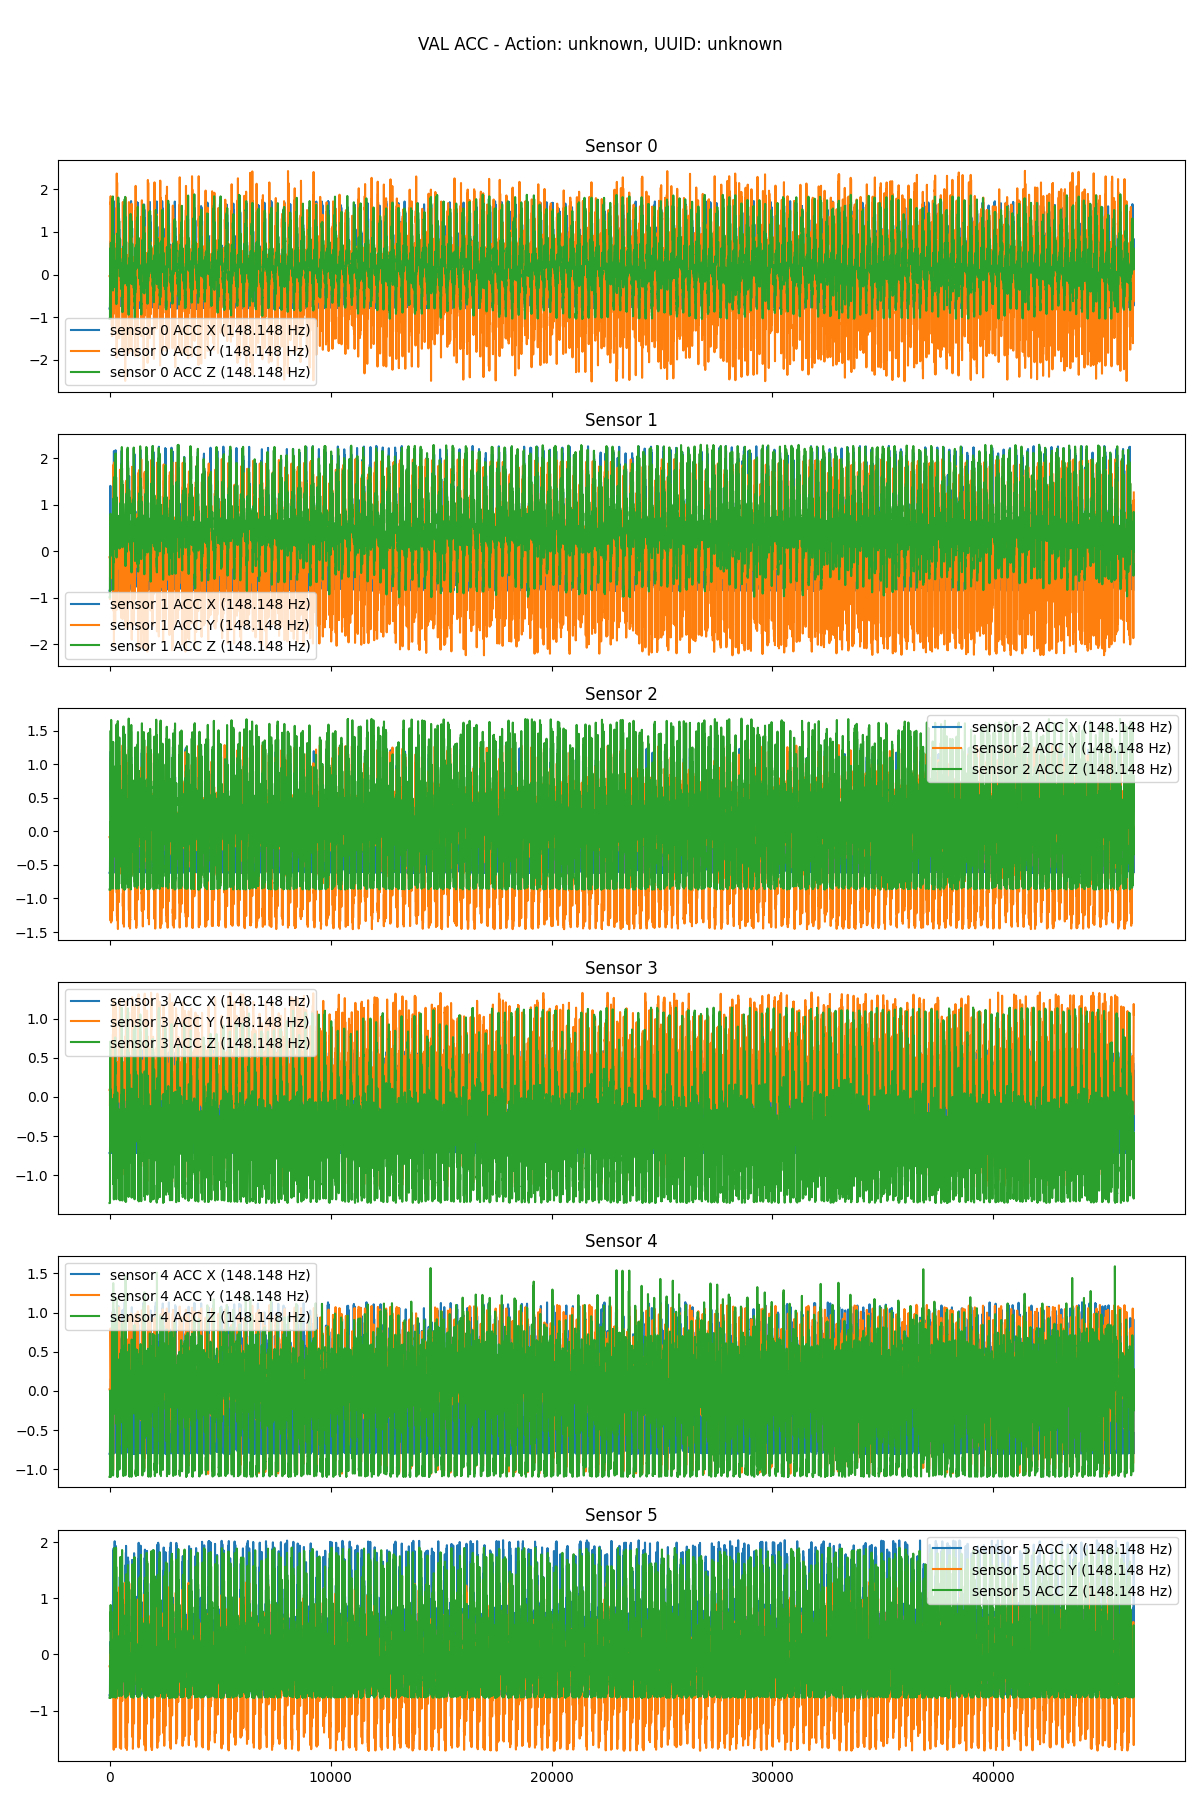 VAL ACC - Action: unknown, UUID: unknown
Sensor 0
2
1
0
−1
−2
sensor 0 ACC X (148.148 Hz)
sensor 0 ACC Y (148.148 Hz)
sensor 0 ACC Z (148.148 Hz)
Sensor 1
2
1
0
−1
−2
sensor 1 ACC X (148.148 Hz)
sensor 1 ACC Y (148.148 Hz)
sensor 1 ACC Z (148.148 Hz)
Sensor 2
1.5
1.0
0.5
0.0
−0.5
−1.0
−1.5
sensor 2 ACC X (148.148 Hz)
sensor 2 ACC Y (148.148 Hz)
sensor 2 ACC Z (148.148 Hz)
Sensor 3
1.0
0.5
0.0
−0.5
−1.0
sensor 3 ACC X (148.148 Hz)
sensor 3 ACC Y (148.148 Hz)
sensor 3 ACC Z (148.148 Hz)
Sensor 4
1.5
1.0
0.5
0.0
−0.5
−1.0
sensor 4 ACC X (148.148 Hz)
sensor 4 ACC Y (148.148 Hz)
sensor 4 ACC Z (148.148 Hz)
Sensor 5
2
1
0
−1
sensor 5 ACC X (148.148 Hz)
sensor 5 ACC Y (148.148 Hz)
sensor 5 ACC Z (148.148 Hz)
0 10000 20000 30000 40000